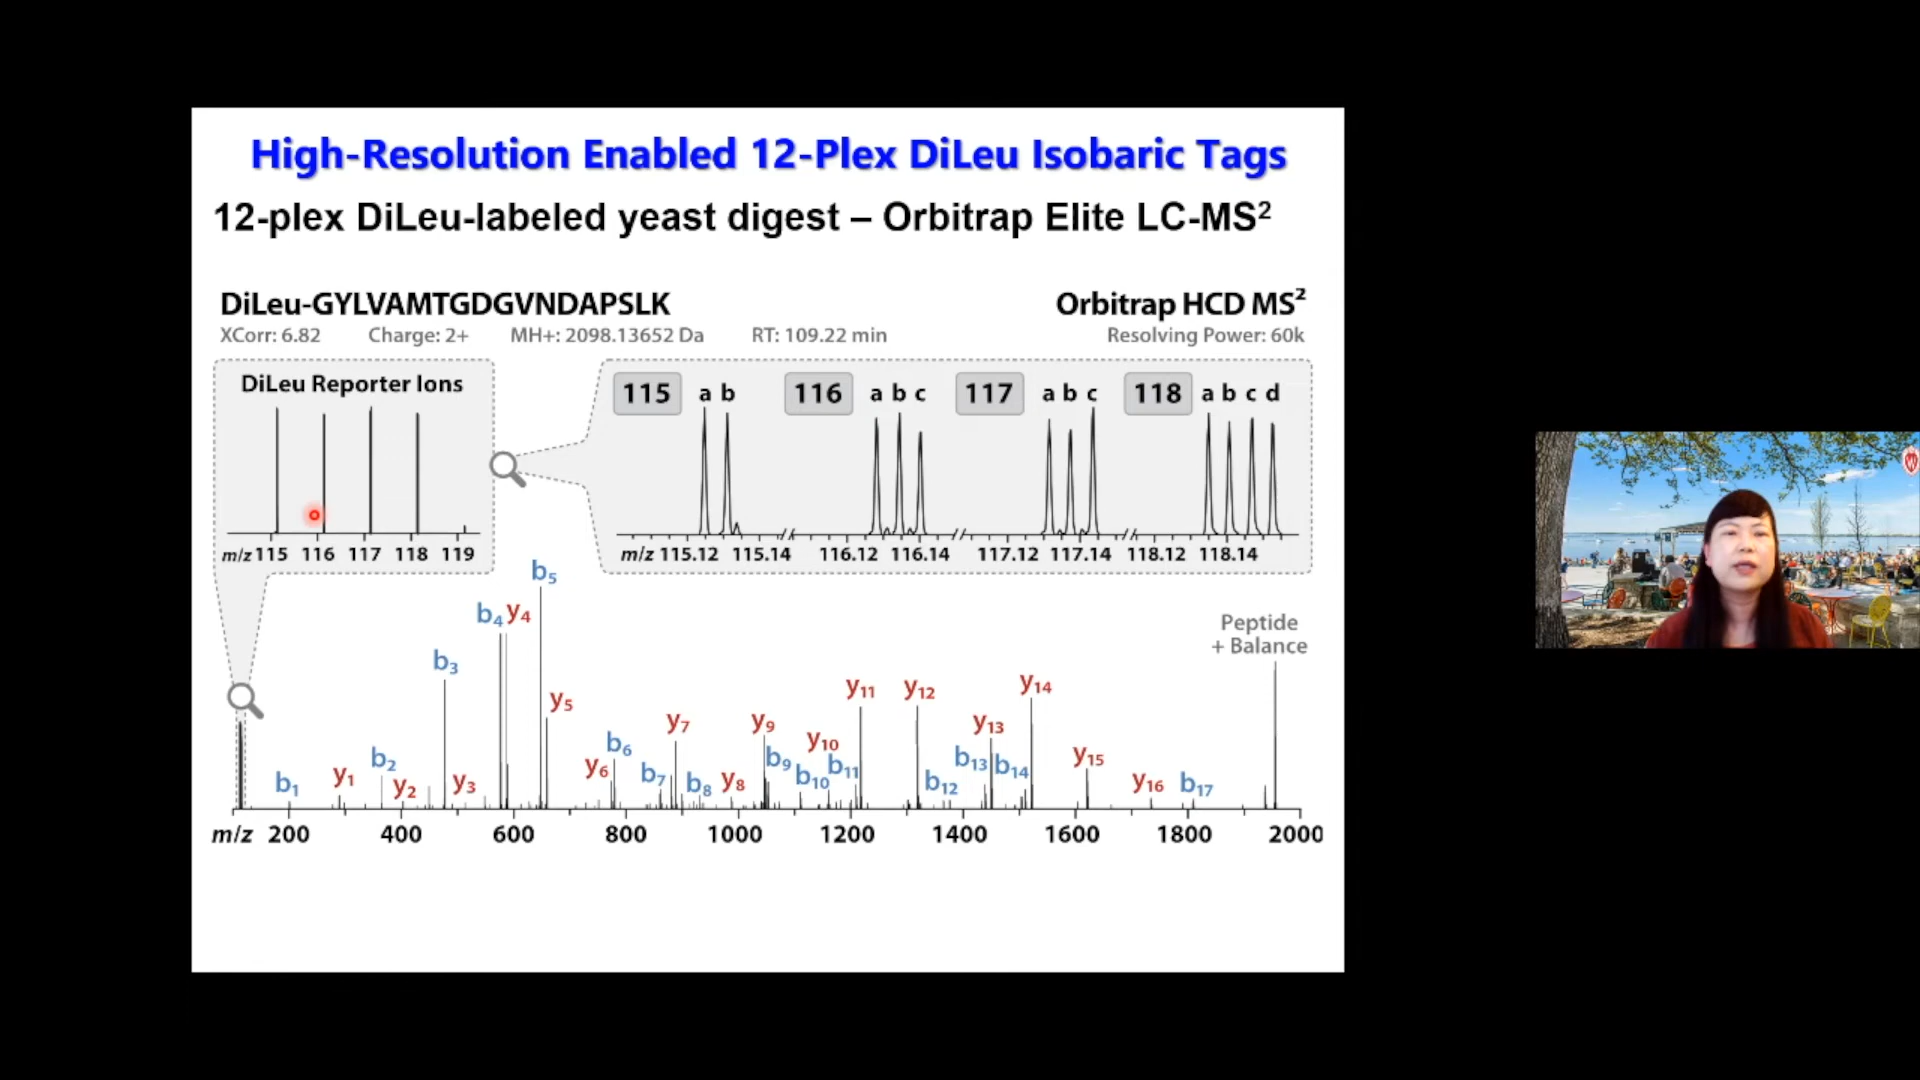 High-Resolution Enabled 12-Plex DiLeu Isobaric Tags
12-plex DiLeu-labeled yeast digest – Orbitrap Elite LC-MS²
DiLeu-GYLVAMTGDGVNDAPSLK
Orbitrap HCD MS²
XCorr: 6.82 Charge: 2+ MH+: 2098.13652 Da RT: 109.22 min
Resolving Power: 60k
DiLeu Reporter Ions
m/z 115 116 117 118 119
115 a b 116 a b c 117 a b c 118 a b c d
m/z 115.12 115.14 116.12 116.14 117.12 117.14 118.12 118.14
b₅
b₄ y₄
b₃
y₅
Peptide
+ Balance
y₁₁ y₁₂ y₁₄
y₇ y₉ y₁₃
b₆ y₁₀
b₁ y₁ b₂ y₂ y₃ y₆ b₇ b₈ y₈ b₉ b₁₀ b₁₁ b₁₂ b₁₃ b₁₄ y₁₅ y₁₆ b₁₇
m/z 200 400 600 800 1000 1200 1400 1600 1800 2000
W